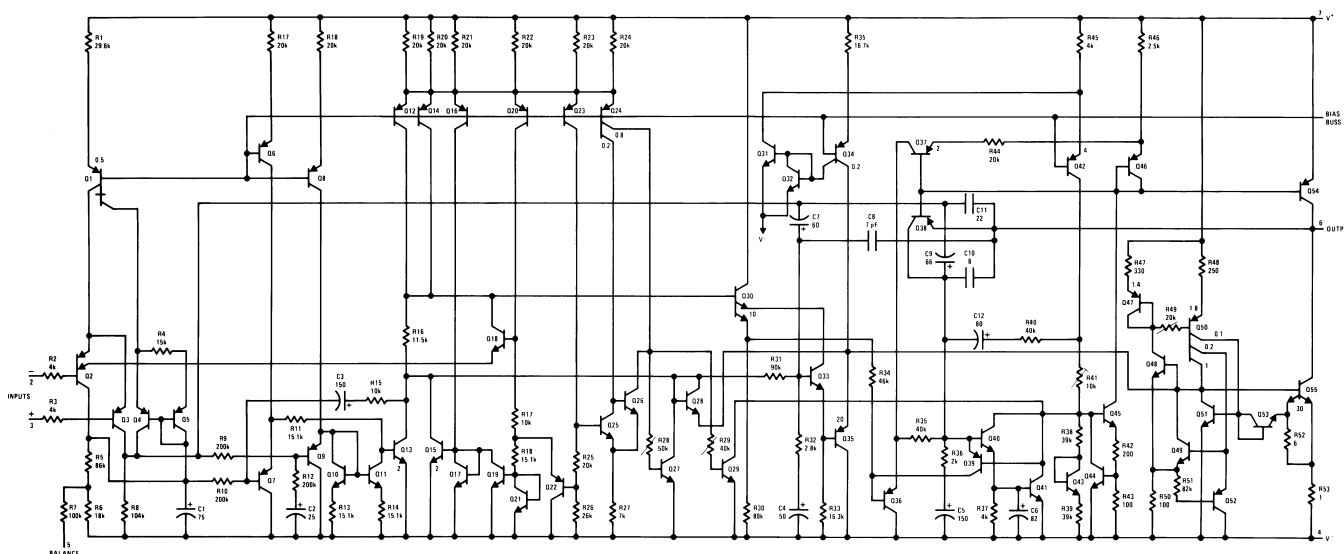 7 V+
R1
29.6k
R17
20k
R18
20k
R19
20k
R20
20k
R21
20k
R22
20k
R23
20k
R24
20k
R35
16.7k
R45
4k
R46
2.5k
Q12
Q14
Q16
Q20
Q23
Q24
0.8
0.2
BIAS
BUSS
Q6
Q8
0.5
Q1
Q31
Q32
Q34
0.2
Q37
2
R44
20k
4
Q42
Q46
Q54
C7
60
V-
C8
7 pF
Q38
C11
22
C9
66
C10
8
6
OUTP
R47
330
R48
250
1.4
Q47
1.8
R49
20k
Q50
0.1
0.2
1
Q30
10
R16
11.5k
Q18
C12
80
R40
40k
R4
15k
R2
4k
2
INPUTS
+
3
R3
4k
Q2
Q3
Q4
Q5
C3
150
R15
10k
R17
10k
R31
90k
Q33
R34
46k
R41
10k
Q48
Q55
30
Q26
Q28
R11
15.1k
R9
200k
R10
200k
Q13
2
R18
15.1k
Q25
R28
50k
R29
40k
R32
2.8k
20
Q35
R35
40k
Q40
R38
39k
Q45
Q51
Q53
R52
6
R5
86k
R12
200k
Q9
Q10
Q11
Q15
2
Q17
Q19
Q21
Q22
R25
20k
Q27
Q29
R36
2k
Q39
R42
200
Q49
R7
100k
R6
18k
R8
104k
C1
75
Q7
C2
25
R13
15.1k
R14
15.1k
R26
26k
R27
7k
R30
80k
C4
50
R33
16.3k
Q36
C5
150
R37
4k
C6
82
Q41
Q43
R39
39k
Q44
R43
100
R50
100
R51
82k
Q52
R53
1
4
V-
5
BALANCE